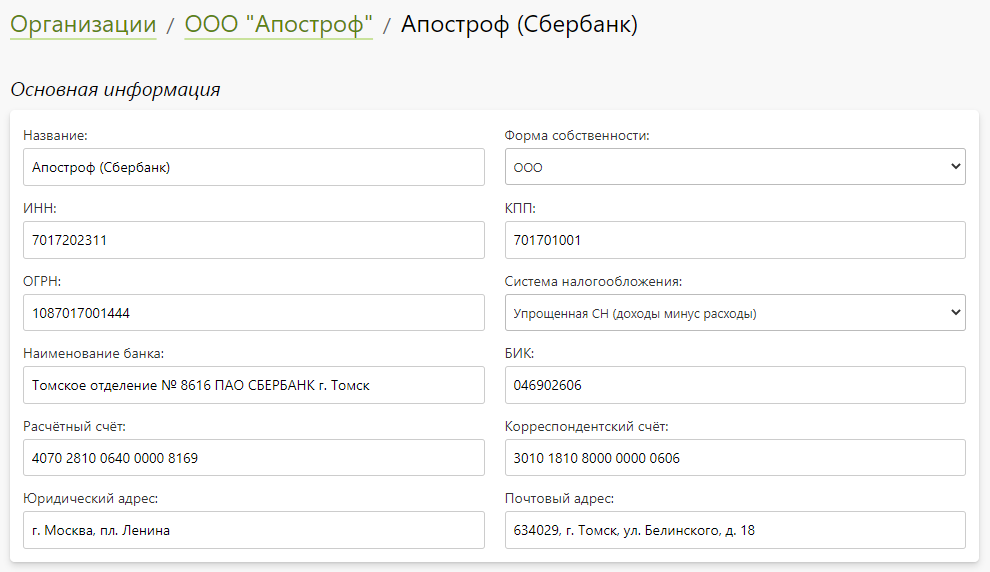 Организации / ООО "Апостроф" / Апостроф (Сбербанк)
Основная информация
Название: Форма собственности:
Апостроф (Сбербанк) ООО
ИНН: КПП:
7017202311 701701001
ОГРН: Система налогообложения:
1087017001444 Упрощенная СН (доходы минус расходы)
Наименование банка: БИК:
Томское отделение № 8616 ПАО СБЕРБАНК г. Томск 046902606
Расчётный счёт: Корреспондентский счёт:
4070 2810 0640 0000 8169 3010 1810 8000 0000 0606
Юридический адрес: Почтовый адрес:
г. Москва, пл. Ленина 634029, г. Томск, ул. Белинского, д. 18